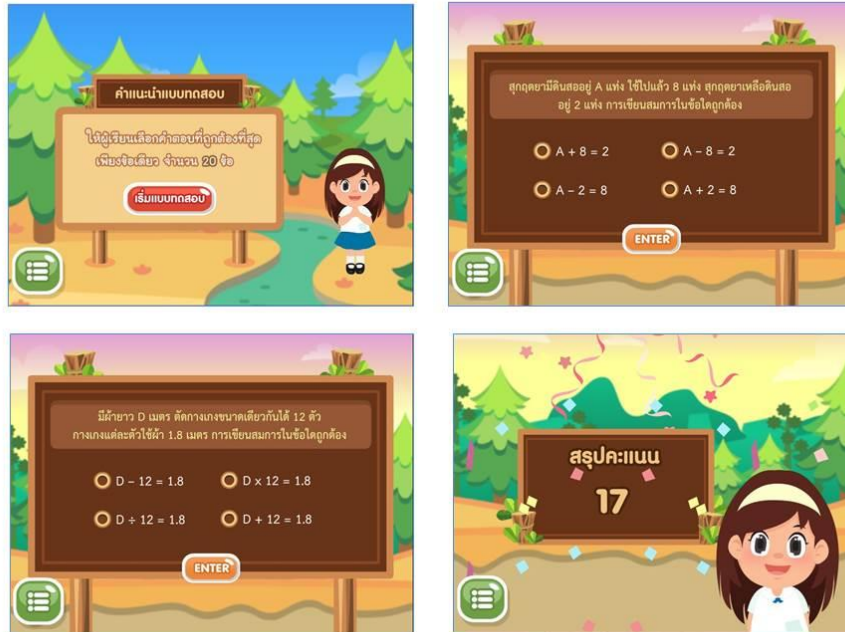 คำแนะนำแบบทดสอบ
ให้ผู้เรียนเลือกคำตอบที่ถูกต้องที่สุด
เพียงข้อเดียว จำนวน 20 ข้อ
เริ่มแบบทดสอบ
สุกฤตยามีดินสออยู่ A แท่ง ใช้ไปแล้ว 8 แท่ง สุกฤตยาเหลือดินสอ
อยู่ 2 แท่ง การเขียนสมการในข้อใดถูกต้อง
A + 8 = 2
A – 8 = 2
A – 2 = 8
A + 2 = 8
ENTER
มีผ้ายาว D เมตร ตัดกางเกงขนาดเดียวกันได้ 12 ตัว
กางเกงแต่ละตัวใช้ผ้า 1.8 เมตร การเขียนสมการในข้อใดถูกต้อง
D – 12 = 1.8
D x 12 = 1.8
D ÷ 12 = 1.8
D + 12 = 1.8
ENTER
สรุปคะแนน
17